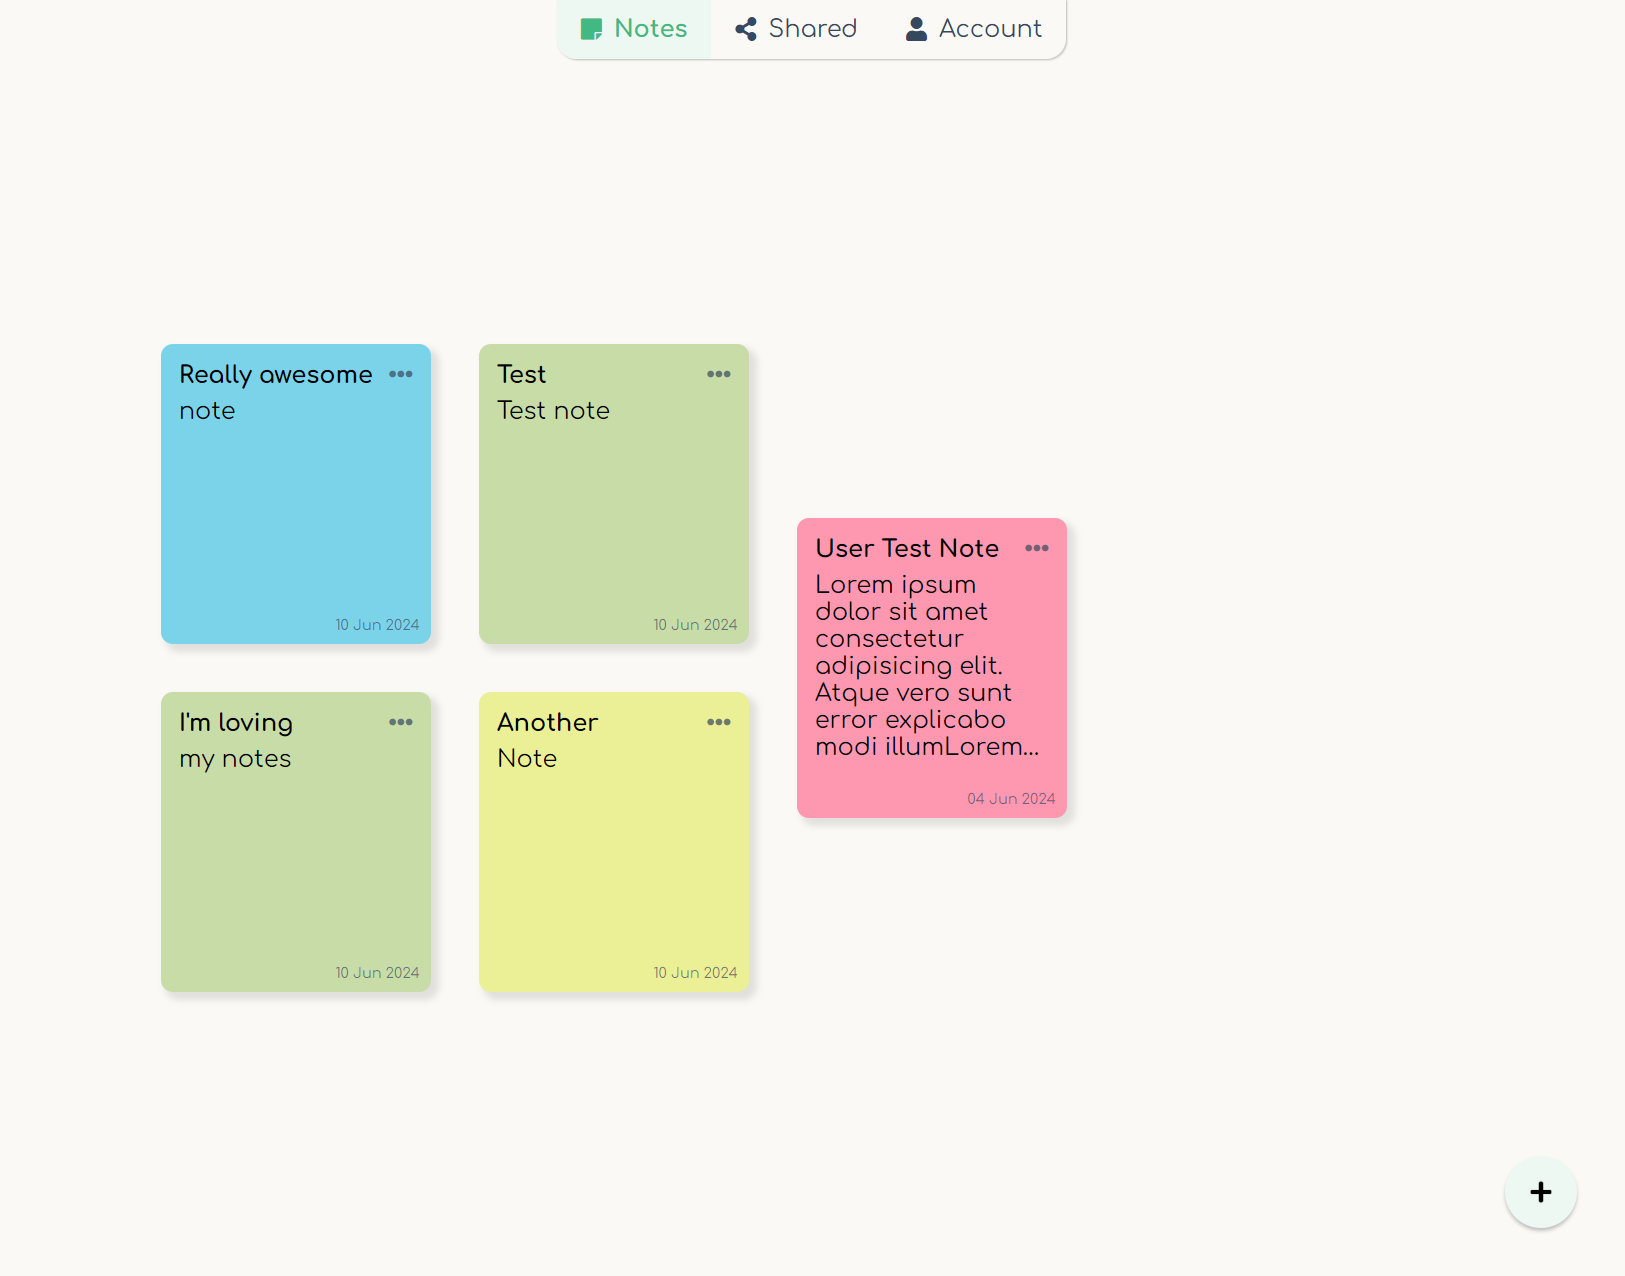 Notes
Shared
Account
Really awesome
note
10 Jun 2024
Test
Test note
10 Jun 2024
I'm loving
my notes
10 Jun 2024
Another
Note
10 Jun 2024
User Test Note
Lorem ipsum
dolor sit amet
consectetur
adipisicing elit.
Atque vero sunt
error explicabo
modi illumLorem...
04 Jun 2024